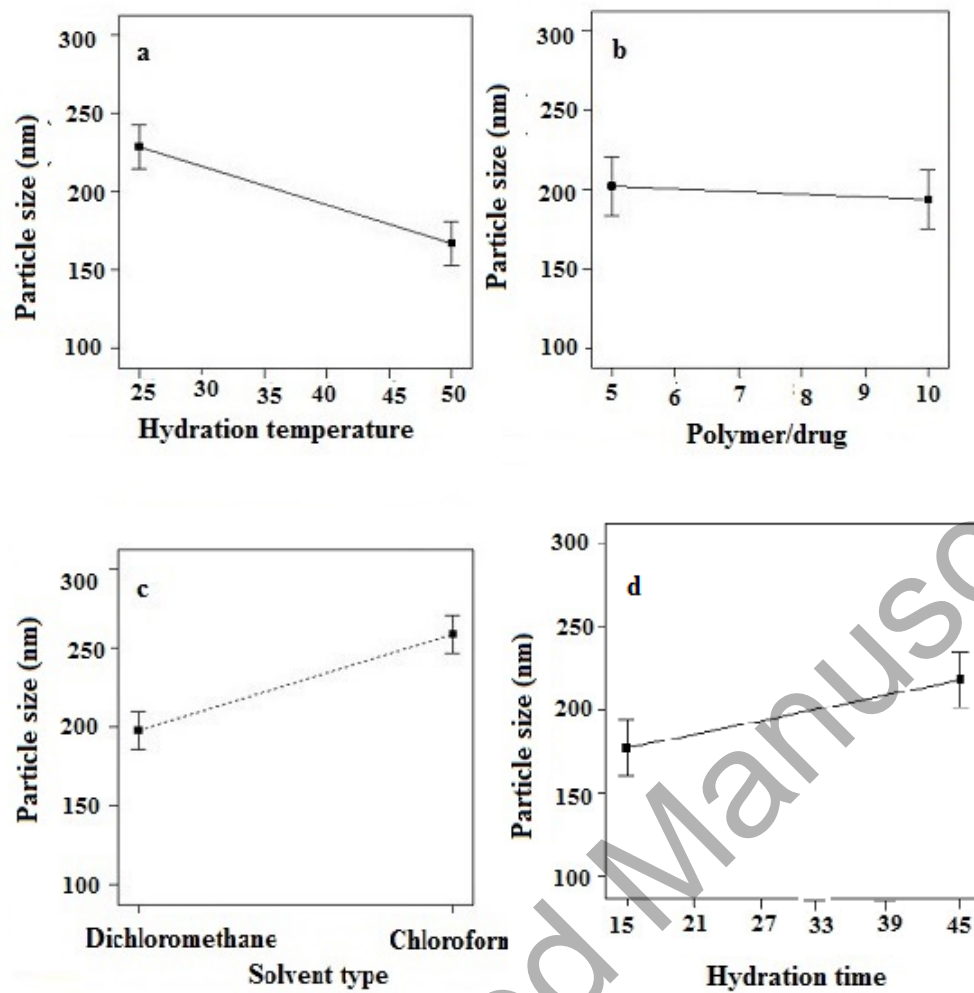 a
Particle size (nm)
300
250
200
150
100
25 30 35 40 45 50
Hydration temperature
b
Particle size (nm)
300
250
200
150
100
5 6 7 8 9 10
Polymer/drug
c
Particle size (nm)
300
250
200
150
100
Dichloromethane Chloroforn
Solvent type
d
Particle size (nm)
300
250
200
150
100
15 21 27 33 39 45
Hydration time
d Manusc